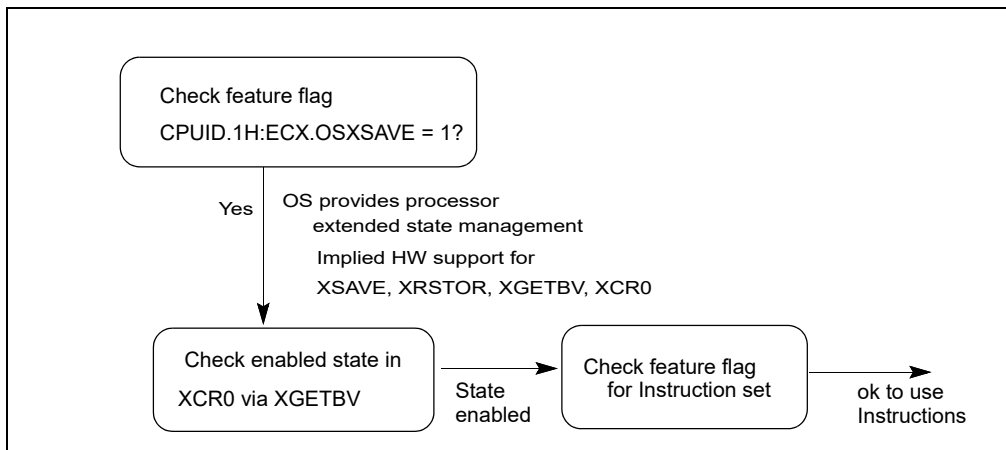 Check feature flag
CPUID.1H:ECX.OSXSAVE = 1?
Yes
OS provides processor
extended state management
Implied HW support for
XSAVE, XRSTOR, XGETBV, XCR0
Check enabled state in
XCR0 via XGETBV
State
enabled
Check feature flag
for Instruction set
ok to use
Instructions